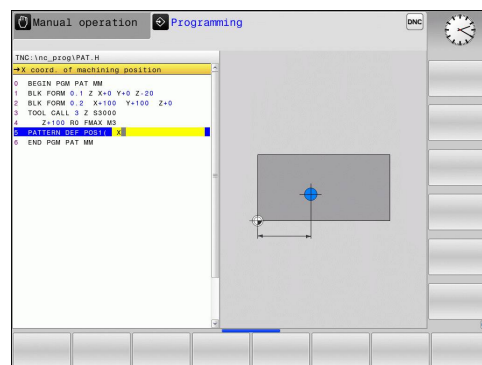 Manual operation
Programming
DNC
TNC:\nc_prog\PAT.H
→X coord. of machining position
0 BEGIN PGM PAT MM
1 BLK FORM 0.1 Z X+0 Y+0 Z-20
2 BLK FORM 0.2 X+100 Y+100 Z+0
3 TOOL CALL 3 Z S3000
4 Z+100 R0 FMAX M3
5 PATTERN DEF POS1( X
6 END PGM PAT MM